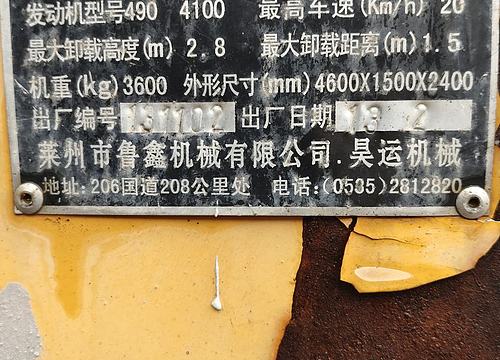 发动机型号490 4100 最高车速(Km/h) 20
最大卸载高度(m) 2.8 最大卸载距离(m) 1.5
机重(kg)3600 外形尺寸(mm) 4600X1500X2400
出厂编号 131102 出厂日期 13 2
莱州市鲁鑫机械有限公司.昊运机械
地址:206国道208公里处 电话:(0535)2812820